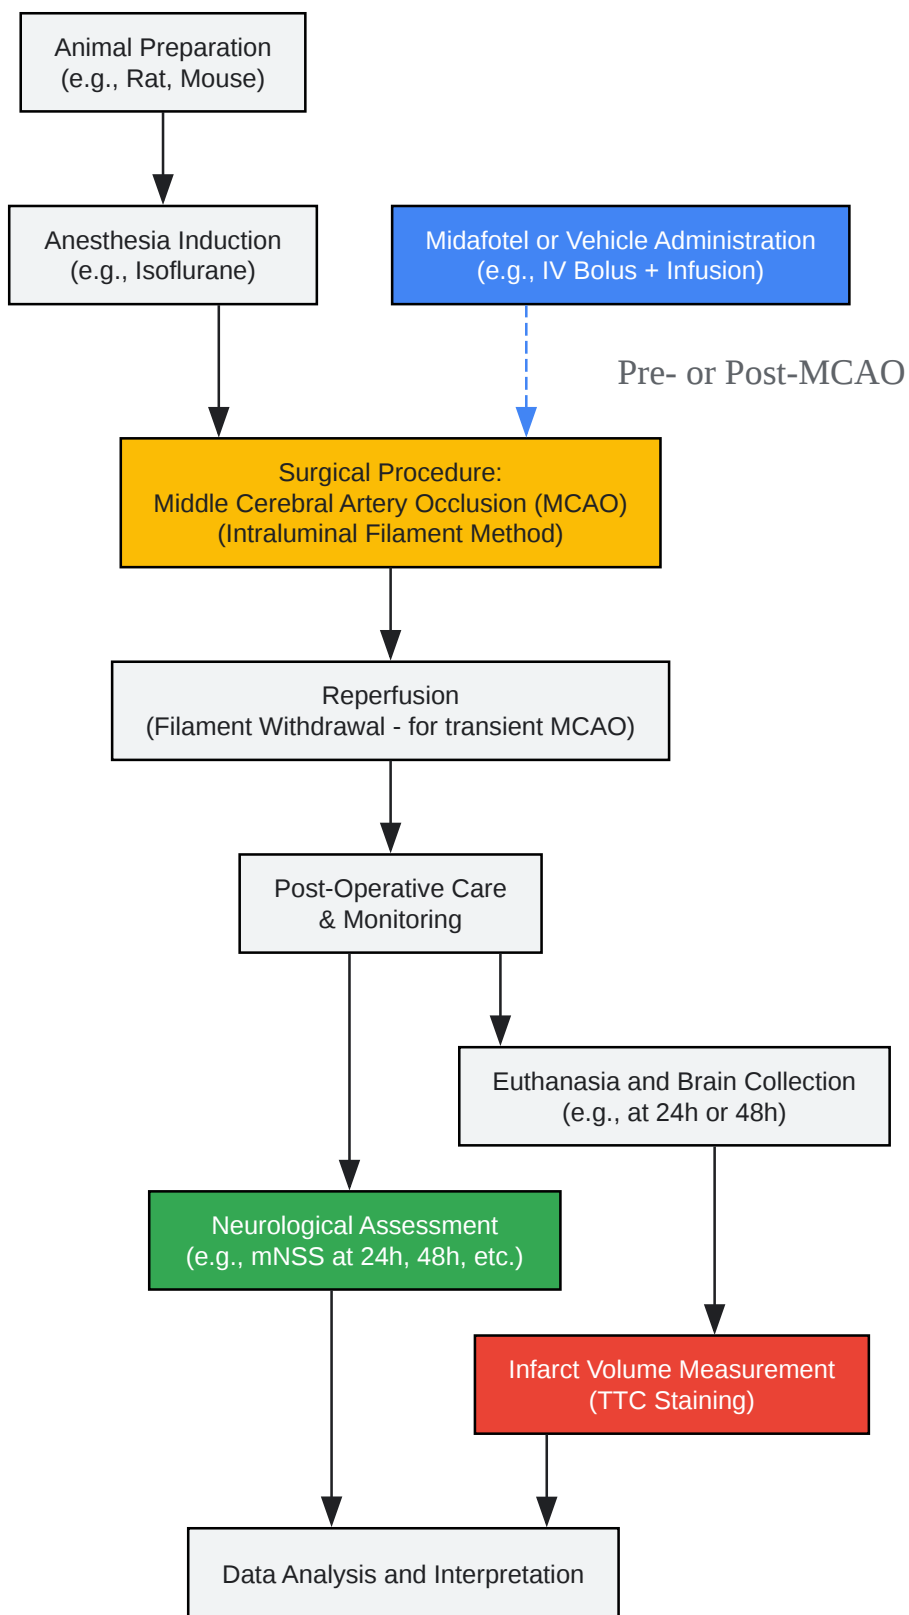 Animal Preparation
(e.g., Rat, Mouse)
Anesthesia Induction
(e.g., Isoflurane)
Midafotel or Vehicle Administration
(e.g., IV Bolus + Infusion)
Pre- or Post-MCAO
Surgical Procedure:
Middle Cerebral Artery Occlusion (MCAO)
(Intraluminal Filament Method)
Reperfusion
(Filament Withdrawal - for transient MCAO)
Post-Operative Care
& Monitoring
Euthanasia and Brain Collection
(e.g., at 24h or 48h)
Neurological Assessment
(e.g., mNSS at 24h, 48h, etc.)
Infarct Volume Measurement
(TTC Staining)
Data Analysis and Interpretation